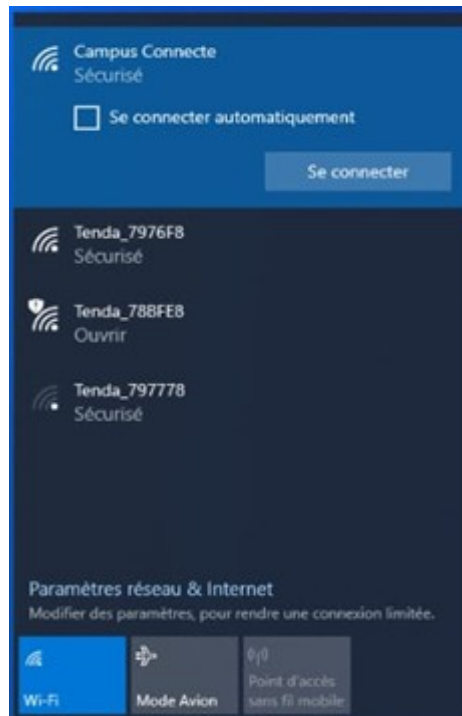 Campus Connecte
Sécurisé
Se connecter automatiquement
Se connecter
Tenda_7976F8
Sécurisé
Tenda_788FE8
Ouvrir
Tenda_797778
Sécurisé
Paramètres réseau & Internet
Modifier des paramètres, pour rendre une connexion limitée.
Wi-Fi
Mode Avion
Point d'accès
sans fil mobile